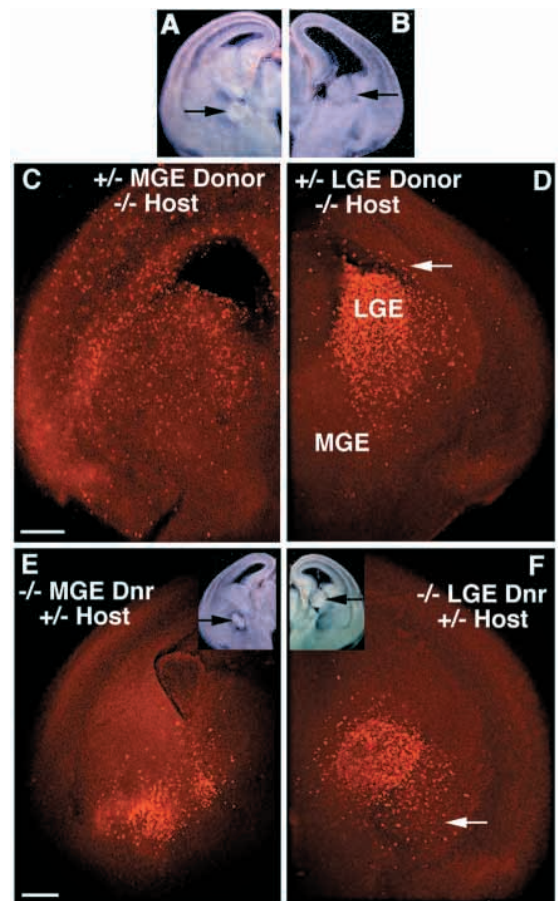 A
B
C
+/- MGE Donor
-/- Host
+/- LGE Donor
-/- Host
D
LGE
MGE
E
-/- MGE Dnr
+/- Host
F
-/- LGE Dnr
+/- Host